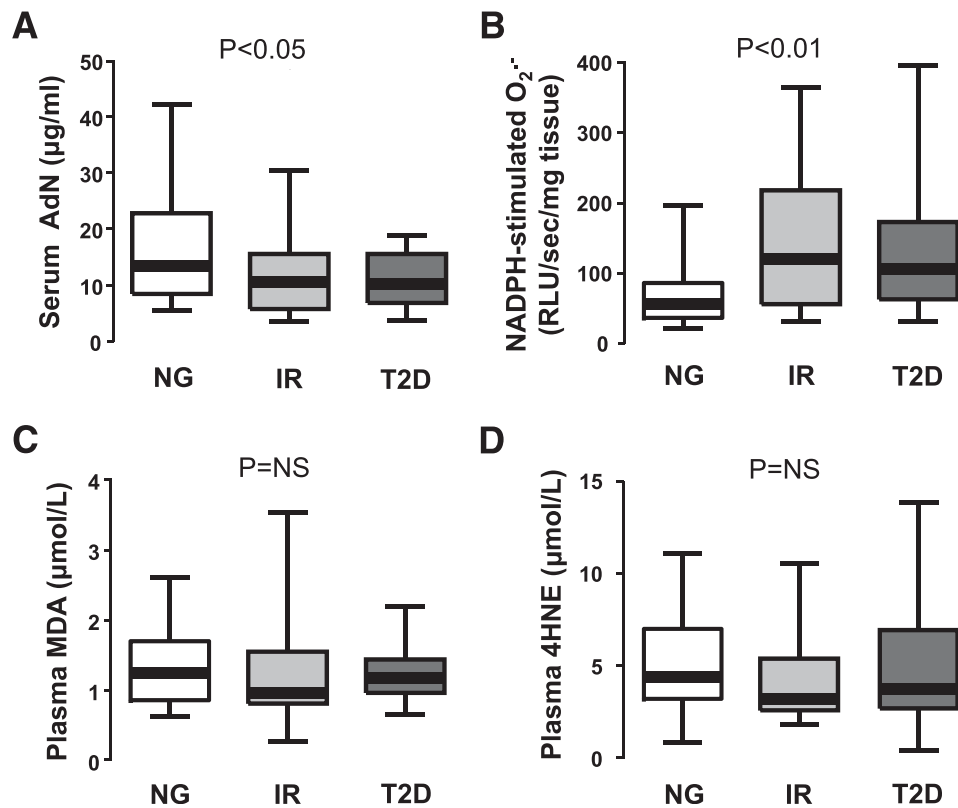 A
P<0.05
Serum AdN (µg/ml)
50
40
30
20
10
0
NG IR T2D
B
P<0.01
NADPH-stimulated O2·-
(RLU/sec/mg tissue)
400
300
200
100
0
NG IR T2D
C
P=NS
Plasma MDA (µmol/L)
4
3
2
1
0
NG IR T2D
D
P=NS
Plasma 4HNE (µmol/L)
15
10
5
0
NG IR T2D